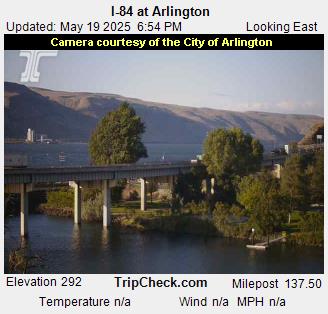 I-84 at Arlington
Updated: May 19 2025 6:54 PM Looking East
Camera courtesy of the City of Arlington
Elevation 292 TripCheck.com Milepost 137.50
Temperature n/a Wind n/a MPH n/a